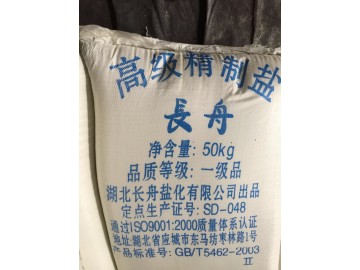 高级精制盐
長舟
净含量: 50kg
品质等级: 一级品
湖北长舟盐化有限公司出品
定点生产证号: SD-048
通过ISO9001:2000质量体系认证
地址:湖北省应城市东马坊枣林路1号
产品标准号: GB/T5462-2003
II